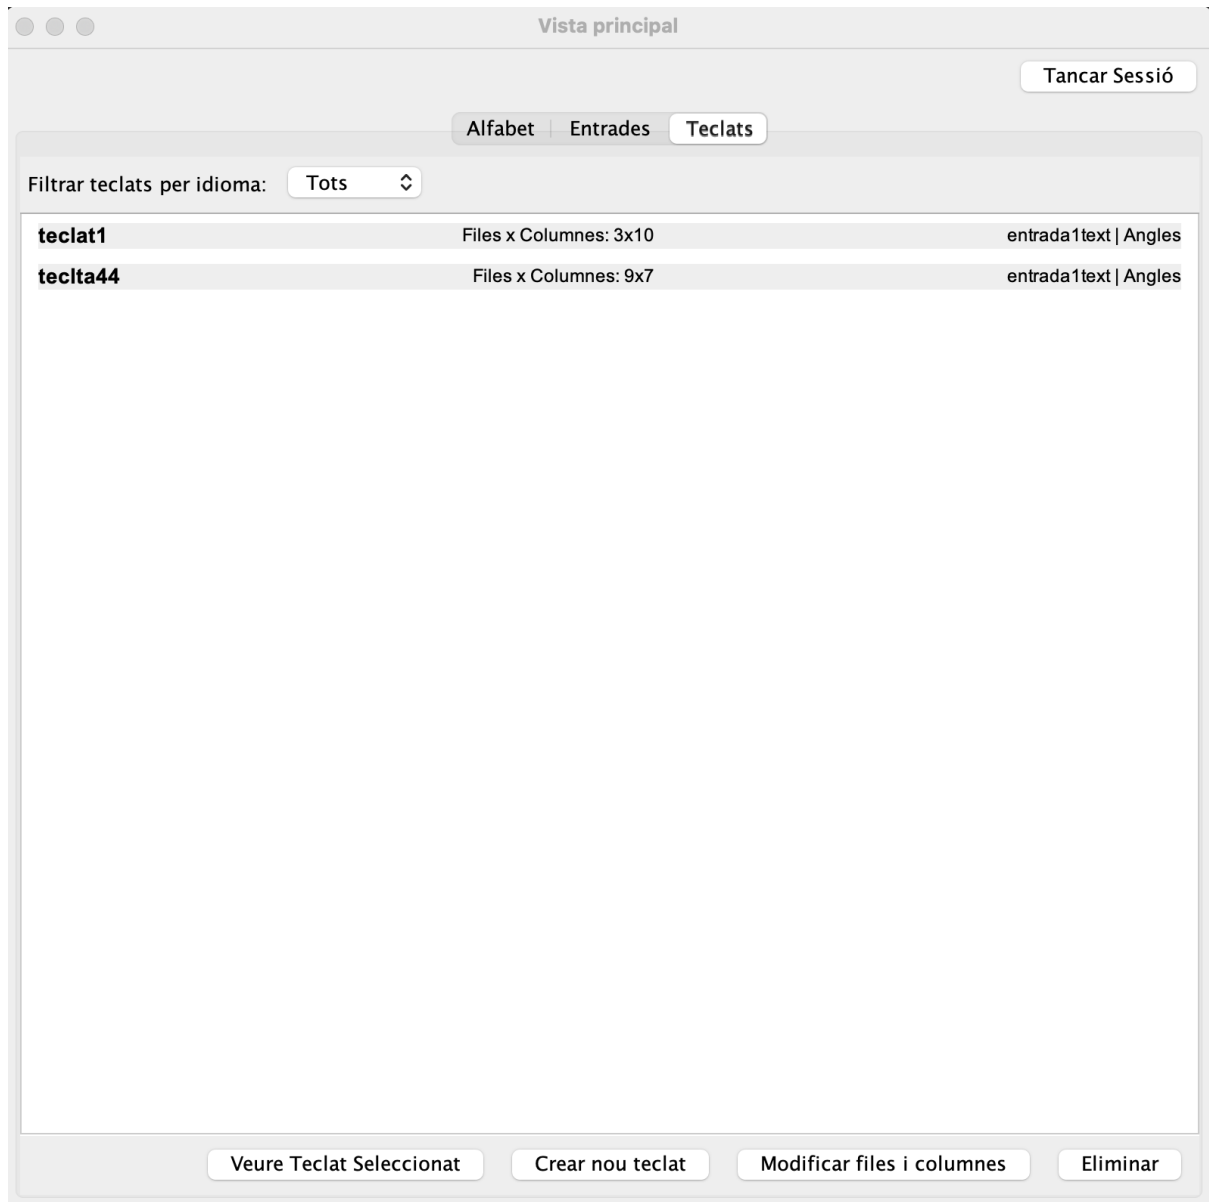 Vista principal
Tancar Sessió
Alfabet Entrades Teclats
Filtrar teclats per idioma: Tots
teclat1 Files x Columnes: 3x10 entrada1text | Angles
teclta44 Files x Columnes: 9x7 entrada1text | Angles
Veure Teclat Seleccionat Crear nou teclat Modificar files i columnes Eliminar